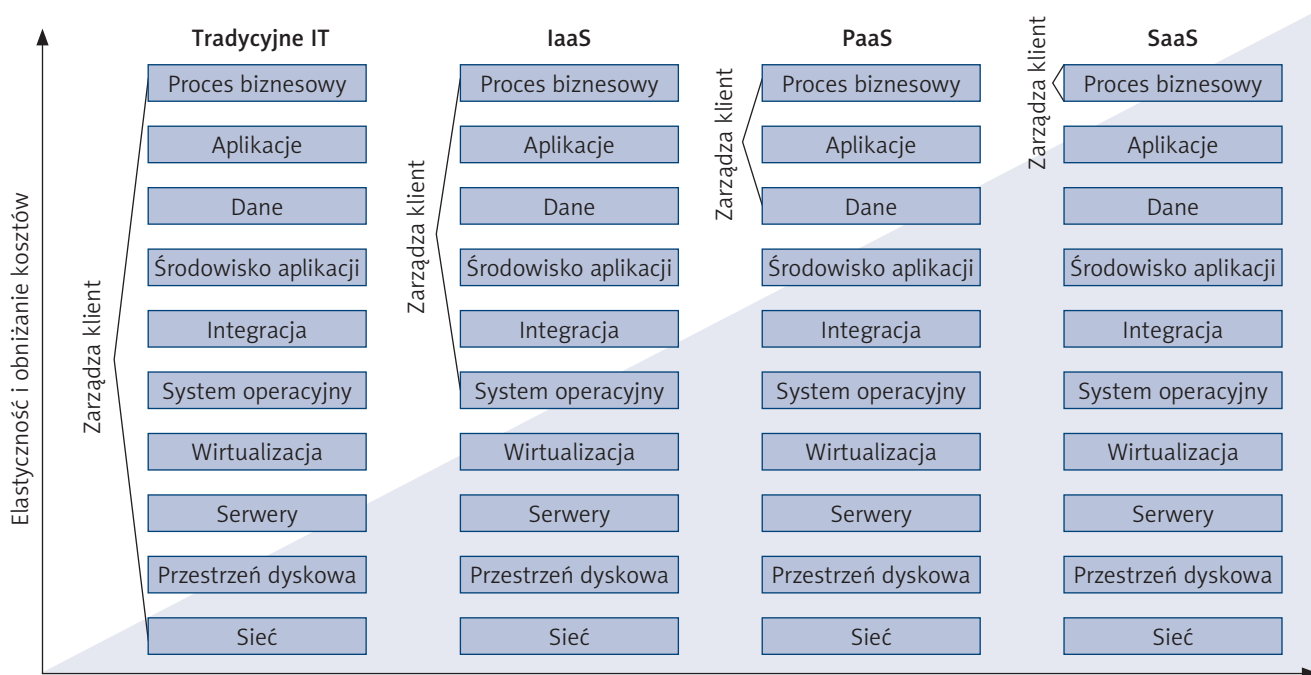 Tradycyjne IT
IaaS
PaaS
SaaS
Elastyczność i obniżanie kosztów
Zarządza klient
Proces biznesowy
Aplikacje
Dane
Środowisko aplikacji
Integracja
System operacyjny
Wirtualizacja
Serwery
Przestrzeń dyskowa
Sieć
Zarządza klient
Proces biznesowy
Aplikacje
Dane
Środowisko aplikacji
Integracja
System operacyjny
Wirtualizacja
Serwery
Przestrzeń dyskowa
Sieć
Zarządza klient
Proces biznesowy
Aplikacje
Dane
Środowisko aplikacji
Integracja
System operacyjny
Wirtualizacja
Serwery
Przestrzeń dyskowa
Sieć
Zarządza klient
Proces biznesowy
Aplikacje
Dane
Środowisko aplikacji
Integracja
System operacyjny
Wirtualizacja
Serwery
Przestrzeń dyskowa
Sieć